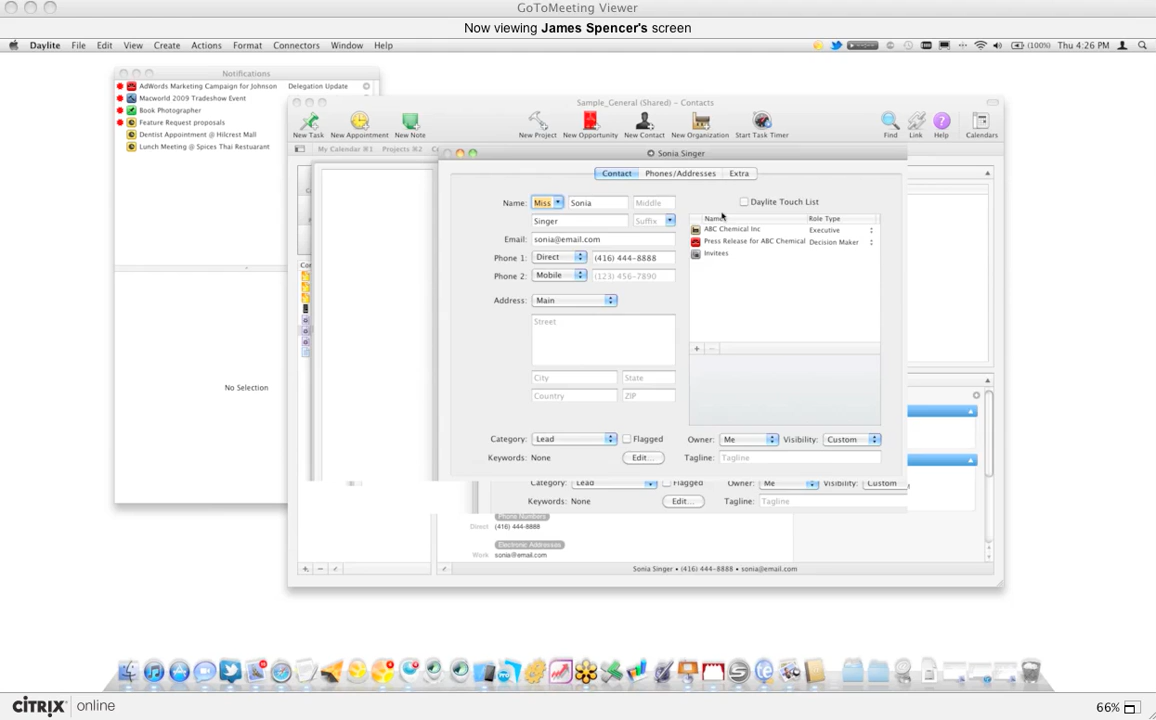 GoToMeeting Viewer
Now viewing James Spencer's screen
Daylite File Edit View Create Actions Format Connectors Window Help (100%) Thu 4:26 PM
Notifications
AdWords Marketing Campaign for Johnson Delegation Update
Macworld 2009 Tradeshow Event
Book Photographer
Feature Request proposals
Dentist Appointment @ Hilcrest Mall
Lunch Meeting @ Spices Thai Restuarant
No Selection
Sample_General (Shared) – Contacts
New Task New Appointment New Note New Project New Opportunity New Contact New Organization Start Task Timer Find Link Help Calendars
My Calendar ⌘1 Projects ⌘2
Sonia Singer
Contact Phones/Addresses Extra
Name: Miss Sonia Middle
Singer Suffix
Email: sonia@email.com
Phone 1: Direct (416) 444-8888
Phone 2: Mobile (123) 456-7890
Address: Main
Street
City State
Country ZIP
Category: Lead Flagged
Keywords: None Edit...
Daylite Touch List
Name Role Type
ABC Chemical Inc Executive
Press Release for ABC Chemical Decision Maker
Invitees
Owner: Me Visibility: Custom
Tagline: Tagline
Category: Lead Flagged Owner: Me Visibility: Custom
Keywords: None Edit... Tagline: Tagline
Phone Numbers
Direct (416) 444-8888
Electronic Addresses
Work sonia@email.com
Sonia Singer • (416) 444-8888 • sonia@email.com
CITRIX online
66%